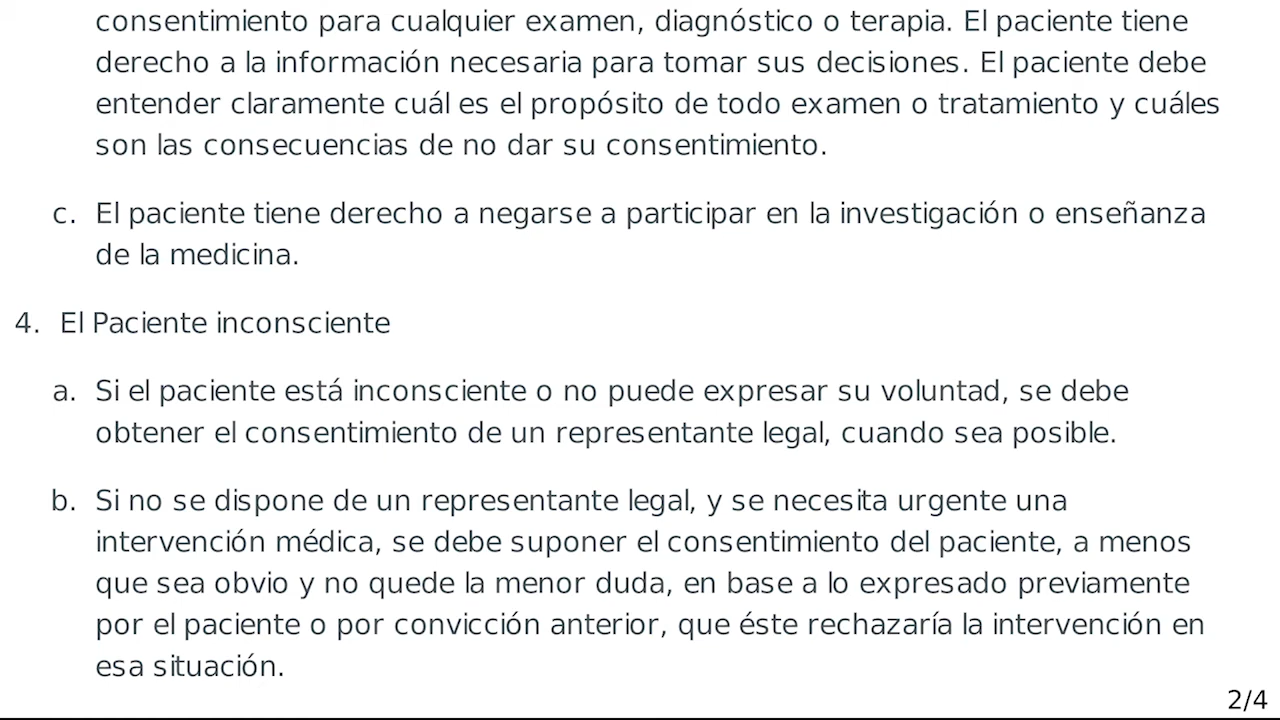 consentimiento para cualquier examen, diagnóstico o terapia. El paciente tiene
derecho a la información necesaria para tomar sus decisiones. El paciente debe
entender claramente cuál es el propósito de todo examen o tratamiento y cuáles
son las consecuencias de no dar su consentimiento.
c. El paciente tiene derecho a negarse a participar en la investigación o enseñanza
de la medicina.
4. El Paciente inconsciente
a. Si el paciente está inconsciente o no puede expresar su voluntad, se debe
obtener el consentimiento de un representante legal, cuando sea posible.
b. Si no se dispone de un representante legal, y se necesita urgente una
intervención médica, se debe suponer el consentimiento del paciente, a menos
que sea obvio y no quede la menor duda, en base a lo expresado previamente
por el paciente o por convicción anterior, que éste rechazaría la intervención en
esa situación.
2/4